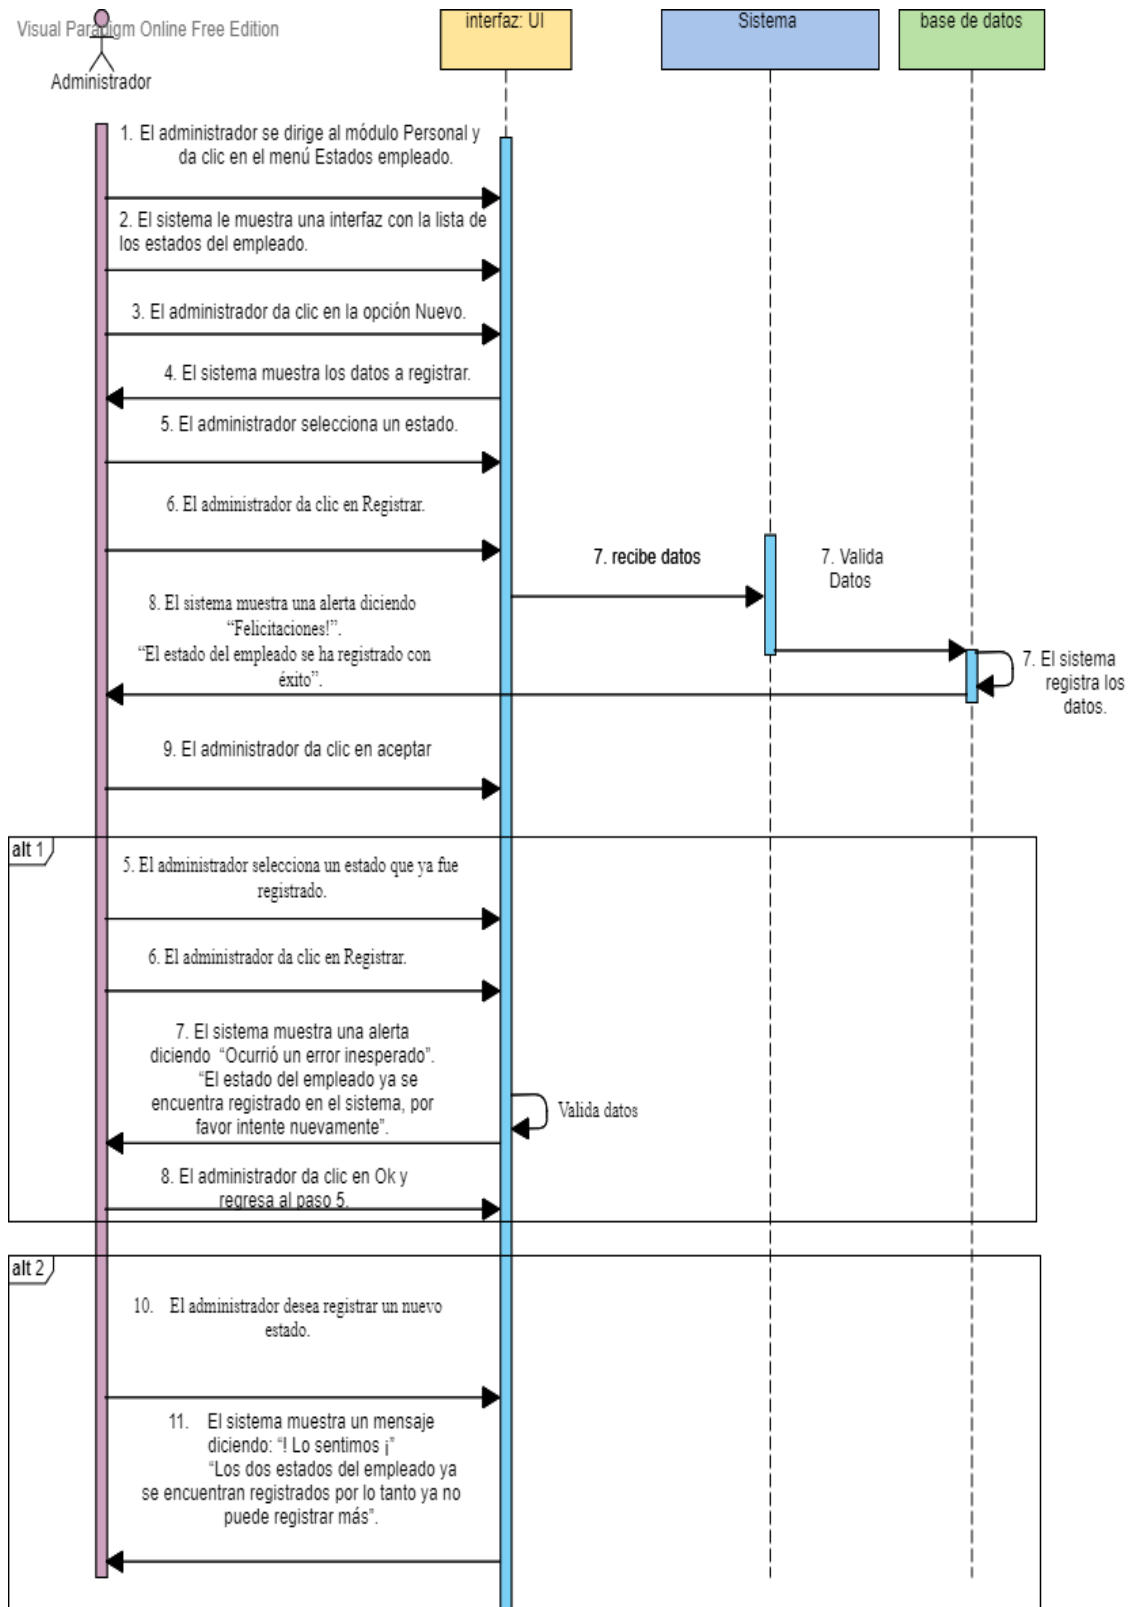 Visual Paradigm Online Free Edition
Administrador
interfaz: UI
Sistema
base de datos
1. El administrador se dirige al módulo Personal y
da clic en el menú Estados empleado.
2. El sistema le muestra una interfaz con la lista de
los estados del empleado.
3. El administrador da clic en la opción Nuevo.
4. El sistema muestra los datos a registrar.
5. El administrador selecciona un estado.
6. El administrador da clic en Registrar.
7. recibe datos
7. Valida
Datos
8. El sistema muestra una alerta diciendo
“Felicitaciones!”.
“El estado del empleado se ha registrado con
éxito”.
7. El sistema
registra los
datos.
9. El administrador da clic en aceptar
alt 1
5. El administrador selecciona un estado que ya fue
registrado.
6. El administrador da clic en Registrar.
7. El sistema muestra una alerta
diciendo “Ocurrió un error inesperado”.
“El estado del empleado ya se
encuentra registrado en el sistema, por
favor intente nuevamente”.
Valida datos
8. El administrador da clic en Ok y
regresa al paso 5.
alt 2
10. El administrador desea registrar un nuevo
estado.
11. El sistema muestra un mensaje
diciendo: “! Lo sentimos ¡”
“Los dos estados del empleado ya
se encuentran registrados por lo tanto ya no
puede registrar más”.